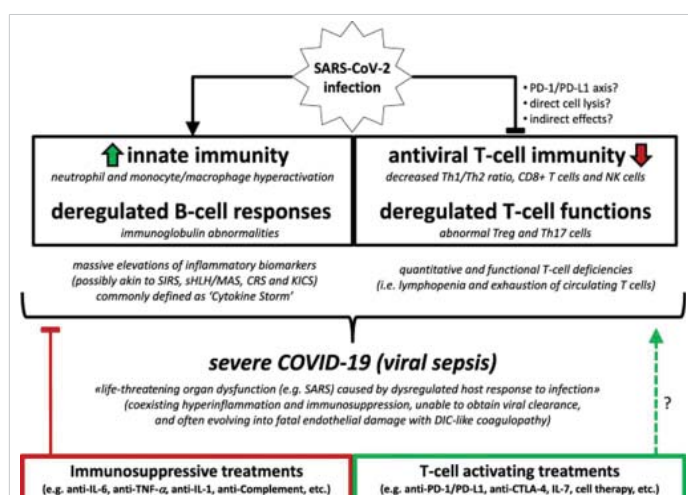 SARS-CoV-2
infection
• PD-1/PD-L1 axis?
• direct cell lysis?
• indirect effects?
innate immunity
neutrophil and monocyte/macrophage hyperactivation
deregulated B-cell responses
immunoglobulin abnormalities
antiviral T-cell immunity
decreased Th1/Th2 ratio, CD8+ T cells and NK cells
deregulated T-cell functions
abnormal Treg and Th17 cells
massive elevations of inflammatory biomarkers
(possibly akin to SIRS, sHLH/MAS, CRS and KICS)
commonly defined as ‘Cytokine Storm’
quantitative and functional T-cell deficiencies
(i.e. lymphopenia and exhaustion of circulating T cells)
severe COVID-19 (viral sepsis)
«life-threatening organ dysfunction (e.g. SARS) caused by dysregulated host response to infection»
(coexisting hyperinflammation and immunosuppression, unable to obtain viral clearance,
and often evolving into fatal endothelial damage with DIC-like coagulopathy)
?
Immunosuppressive treatments
(e.g. anti-IL-6, anti-TNF-α, anti-IL-1, anti-Complement, etc.)
T-cell activating treatments
(e.g. anti-PD-1/PD-L1, anti-CTLA-4, IL-7, cell therapy, etc.)